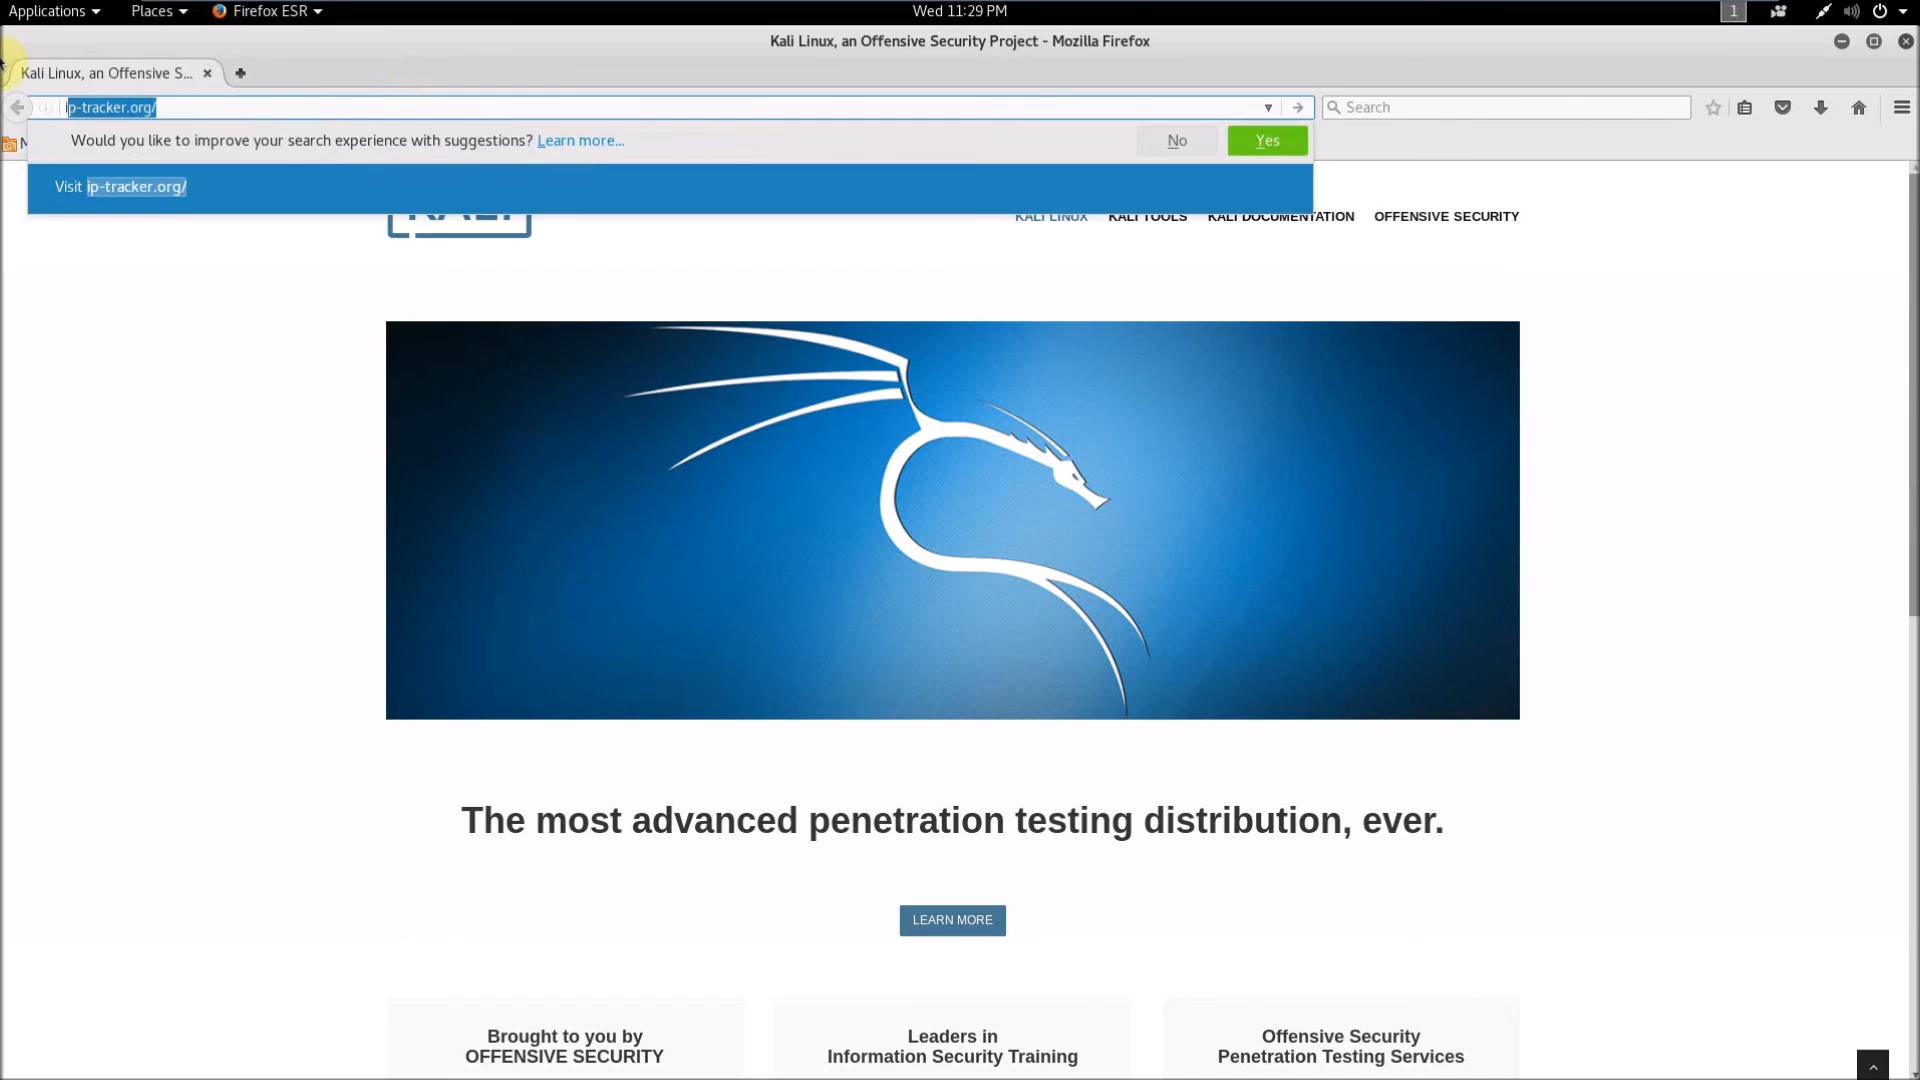 Applications Places Firefox ESR Wed 11:29 PM 1
Kali Linux, an Offensive Security Project - Mozilla Firefox
Kali Linux, an Offensive S...
ip-tracker.org/ Search
Would you like to improve your search experience with suggestions? Learn more... No Yes
Visit ip-tracker.org/
KALI LINUX KALI TOOLS KALI DOCUMENTATION OFFENSIVE SECURITY
The most advanced penetration testing distribution, ever.
LEARN MORE
Brought to you by
OFFENSIVE SECURITY
Leaders in
Information Security Training
Offensive Security
Penetration Testing Services